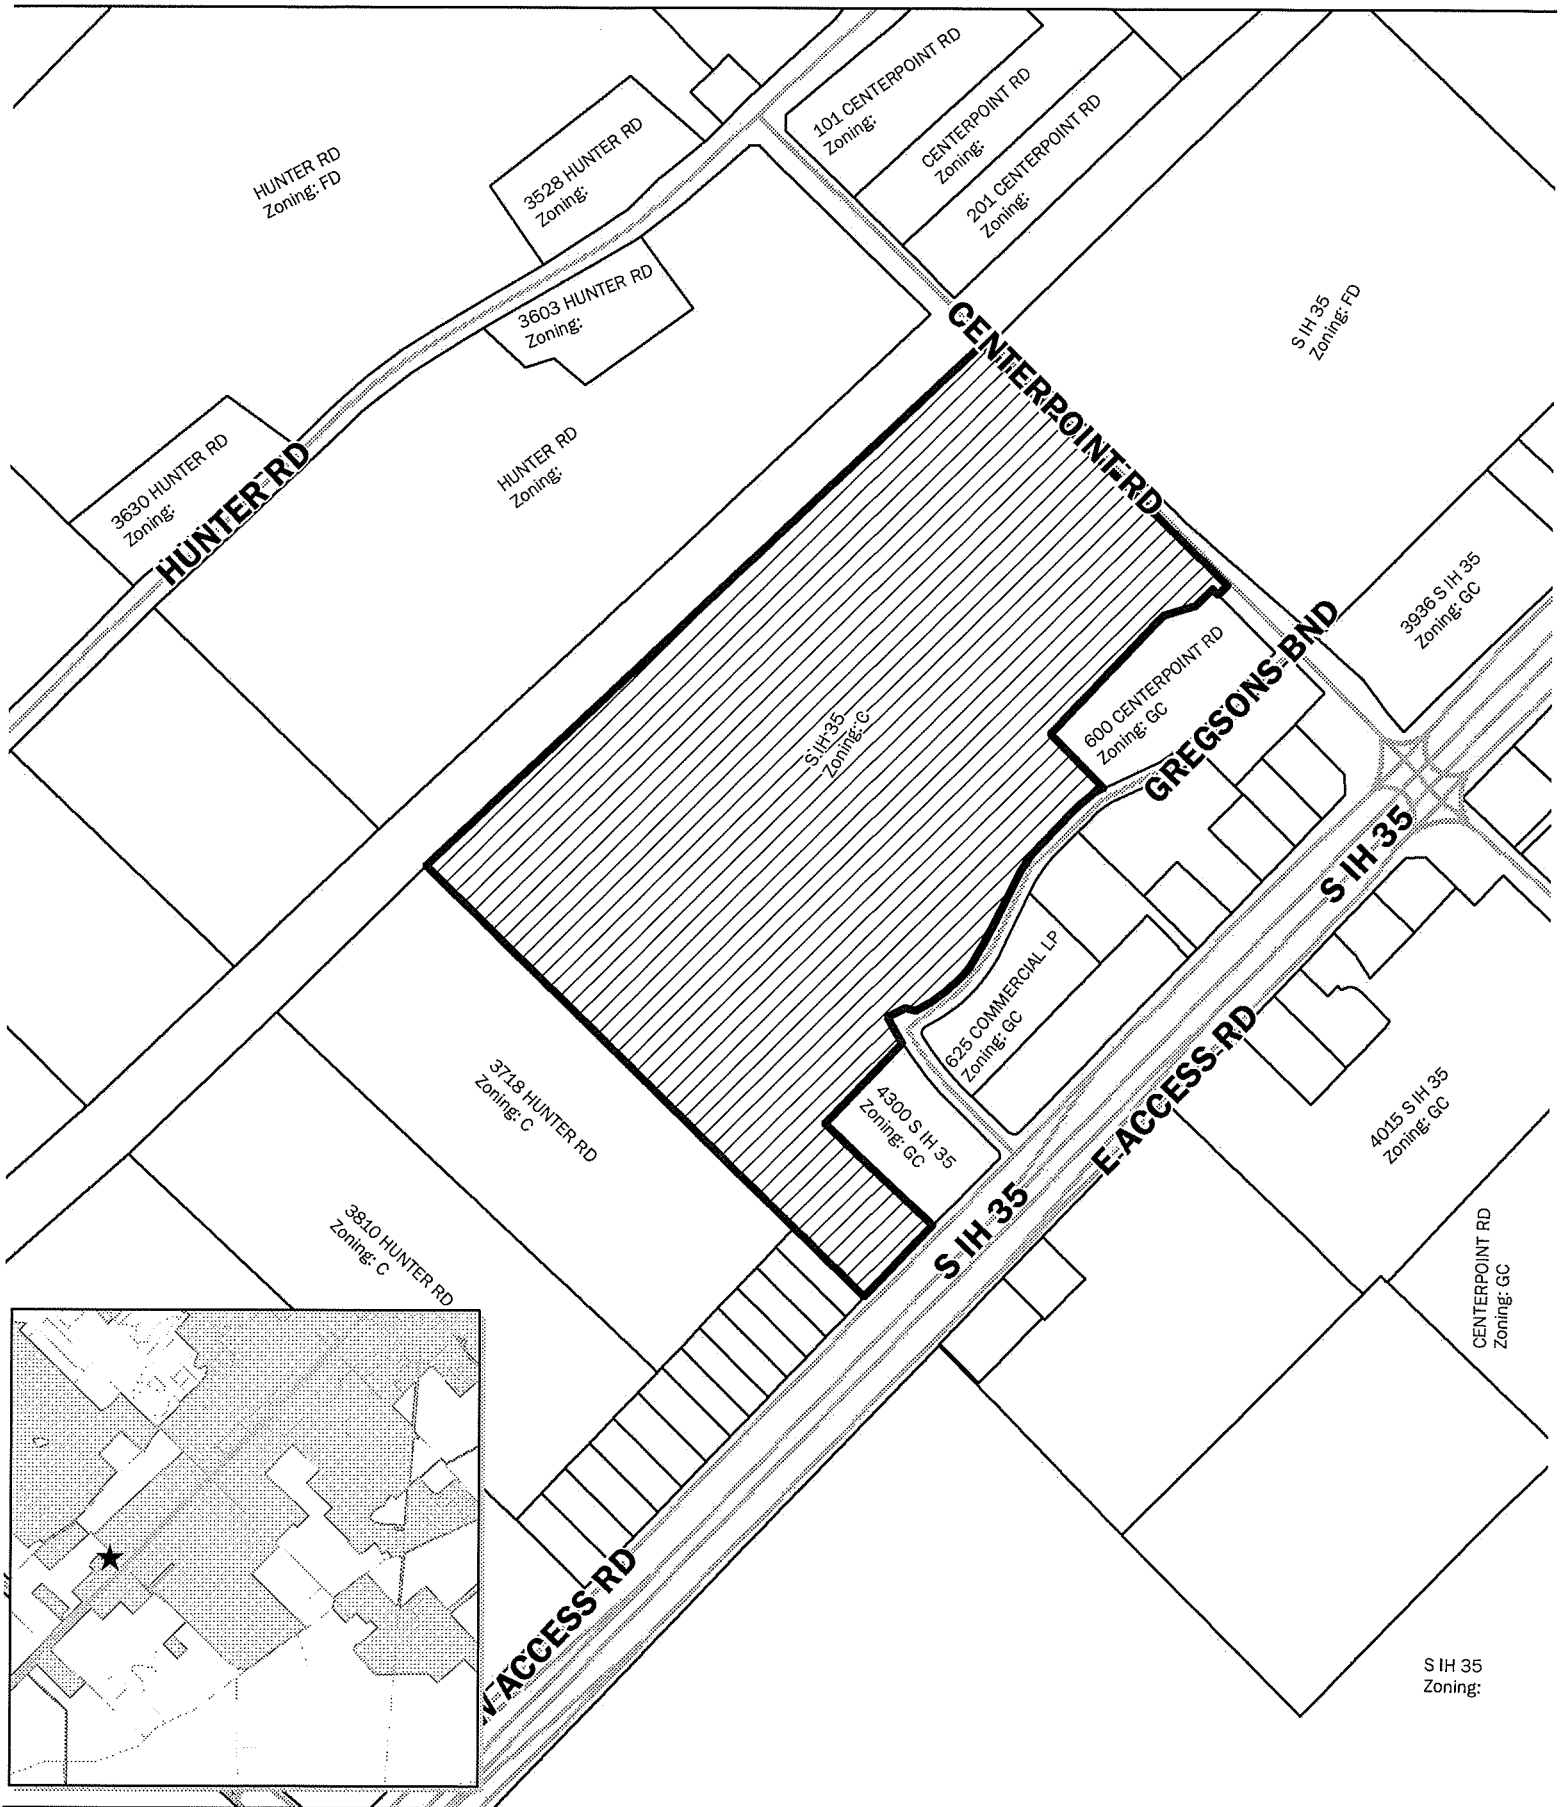 101 CENTERPOINT RD
Zoning:
CENTERPOINT RD
Zoning:
201 CENTERPOINT RD
Zoning:
HUNTER RD
Zoning: FD
3528 HUNTER RD
Zoning:
3603 HUNTER RD
Zoning:
S IH 35
Zoning: FD
CENTERPOINT RD
3630 HUNTER RD
Zoning:
HUNTER RD
HUNTER RD
Zoning:
3936 S IH 35
Zoning: GC
600 CENTERPOINT RD
Zoning: GC
GREGSONS BND
S IH 35
Zoning: C
S IH 35
625 COMMERCIAL LP
Zoning: GC
E ACCESS RD
3718 HUNTER RD
Zoning: C
4300 S IH 35
Zoning: GC
4015 S IH 35
Zoning: GC
S IH 35
3810 HUNTER RD
Zoning: C
CENTERPOINT RD
Zoning: GC
ACCESS RD
S IH 35
Zoning: